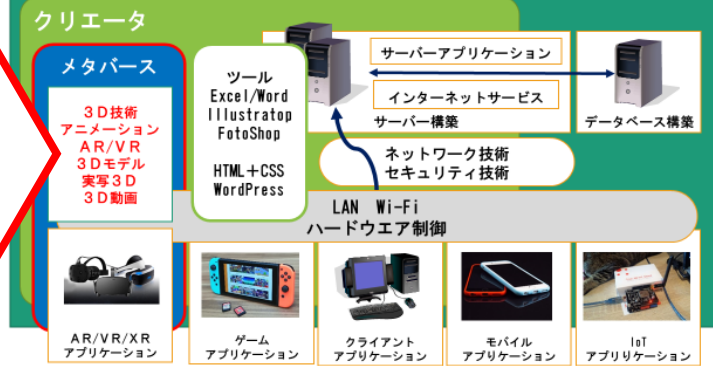 クリエータ
メタバース
3D技術
アニメーション
AR/VR
3Dモデル
実写3D
3D動画
ツール
Excel/Word
Illustratop
FotoShop
HTML+CSS
WordPress
サーバーアプリケーション
インターネットサービス
サーバー構築
データベース構築
ネットワーク技術
セキュリティ技術
LAN Wi-Fi
ハードウエア制御
AR/VR/XR
アプリケーション
ゲーム
アプリケーション
クライアント
アプリケーション
モバイル
アプリケーション
IoT
アプリりケーション